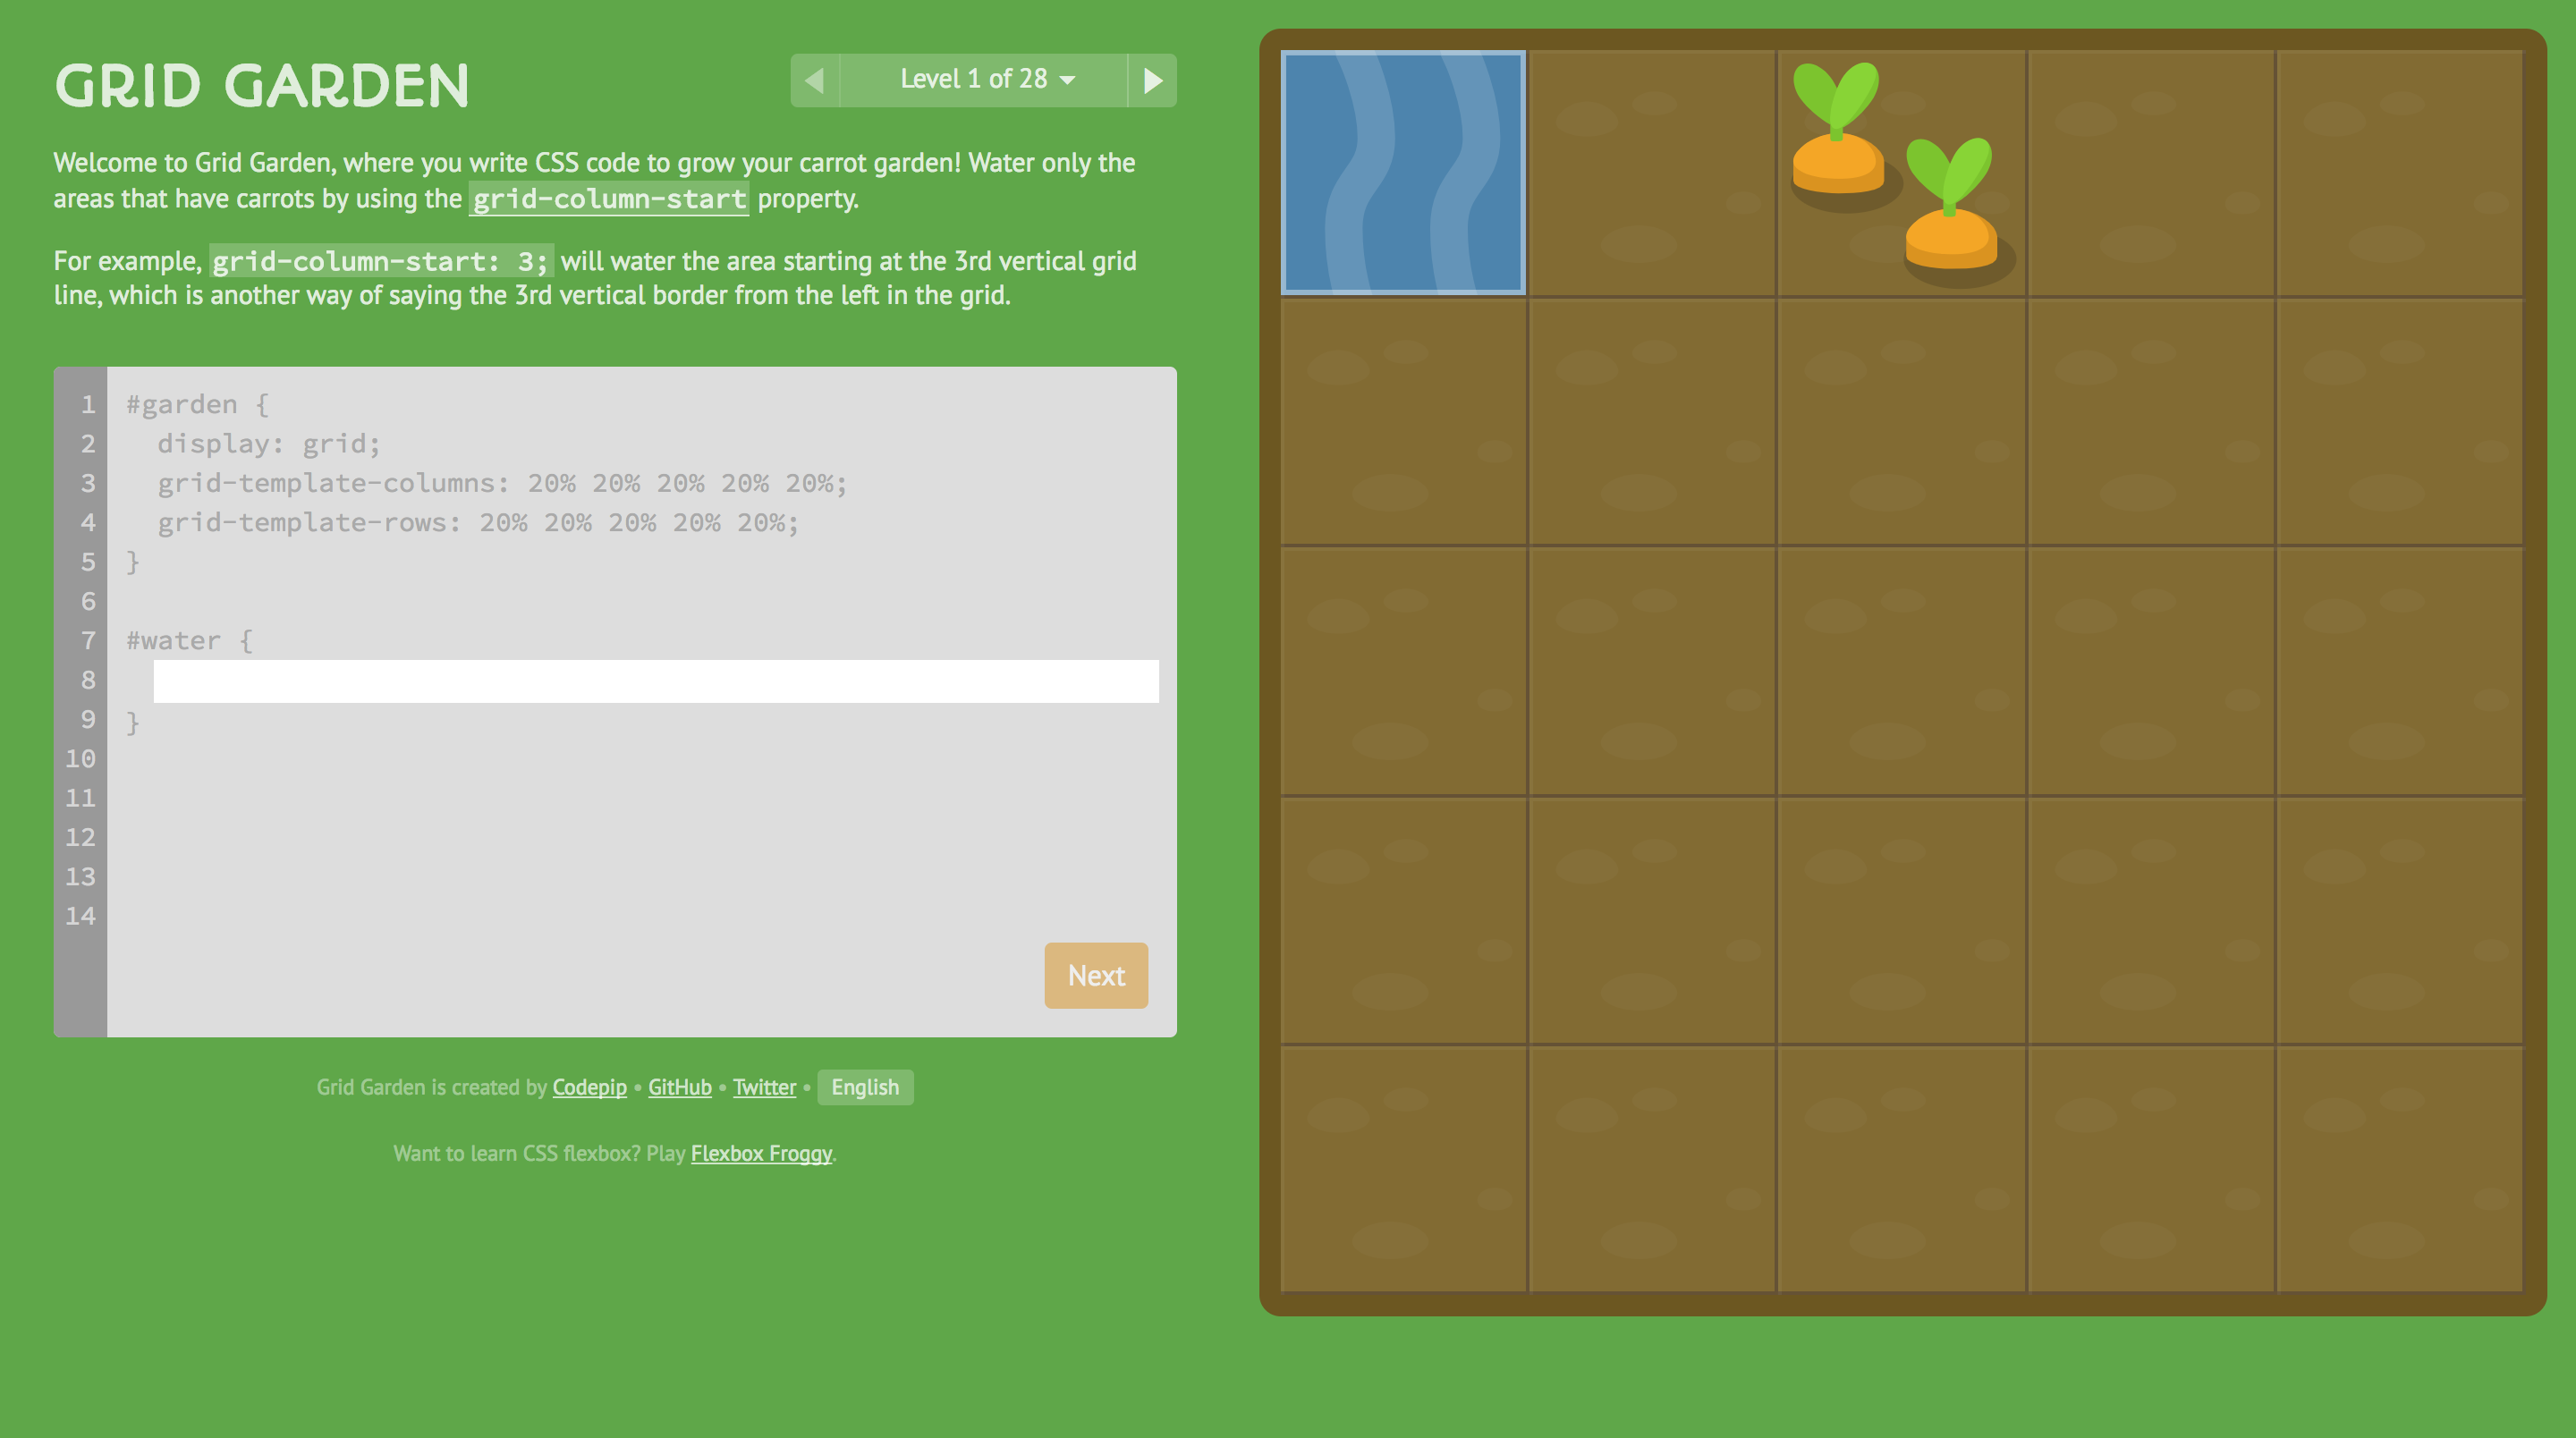 GRID GARDEN
Level 1 of 28
Welcome to Grid Garden, where you write CSS code to grow your carrot garden! Water only the
areas that have carrots by using the grid-column-start property.
For example, grid-column-start: 3; will water the area starting at the 3rd vertical grid
line, which is another way of saying the 3rd vertical border from the left in the grid.
1 #garden {
2 display: grid;
3 grid-template-columns: 20% 20% 20% 20% 20%;
4 grid-template-rows: 20% 20% 20% 20% 20%;
5 }
6
7 #water {
8
9 }
10
11
12
13
14
Next
Grid Garden is created by Codepip • GitHub • Twitter • English
Want to learn CSS flexbox? Play Flexbox Froggy.